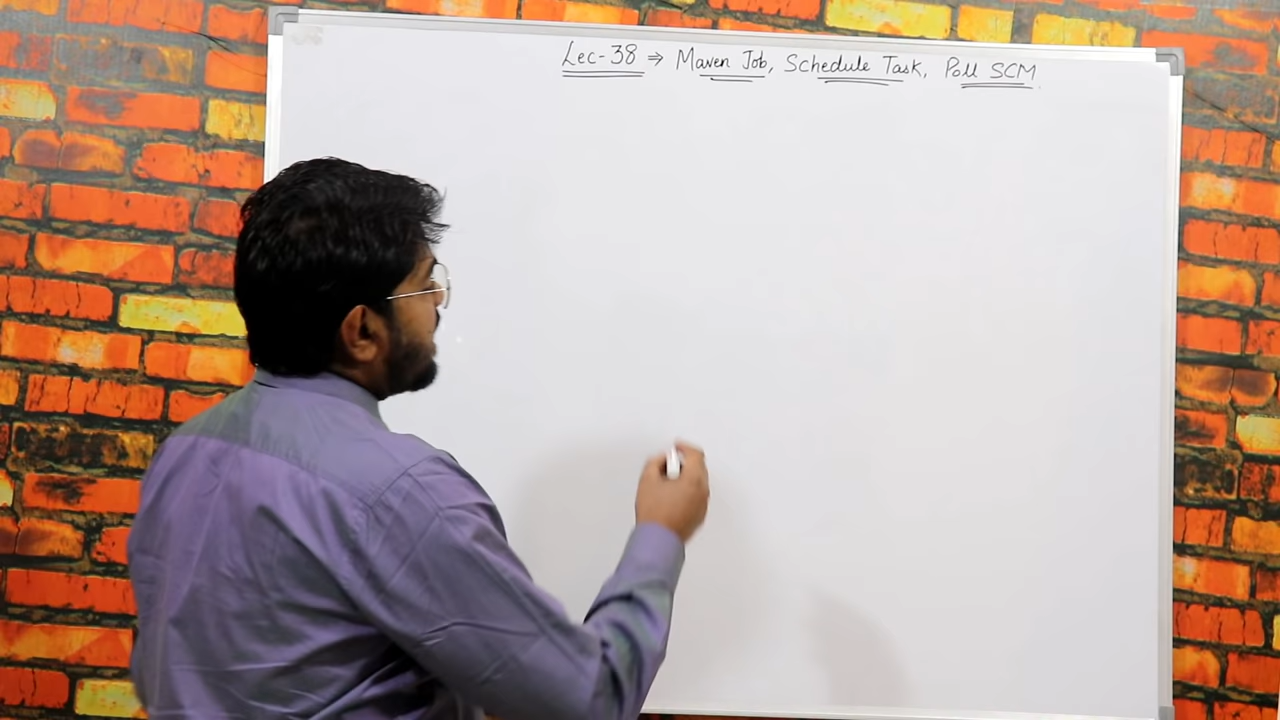 Lec-38 ⇒ Maven Job, Schedule Task, Poll SCM